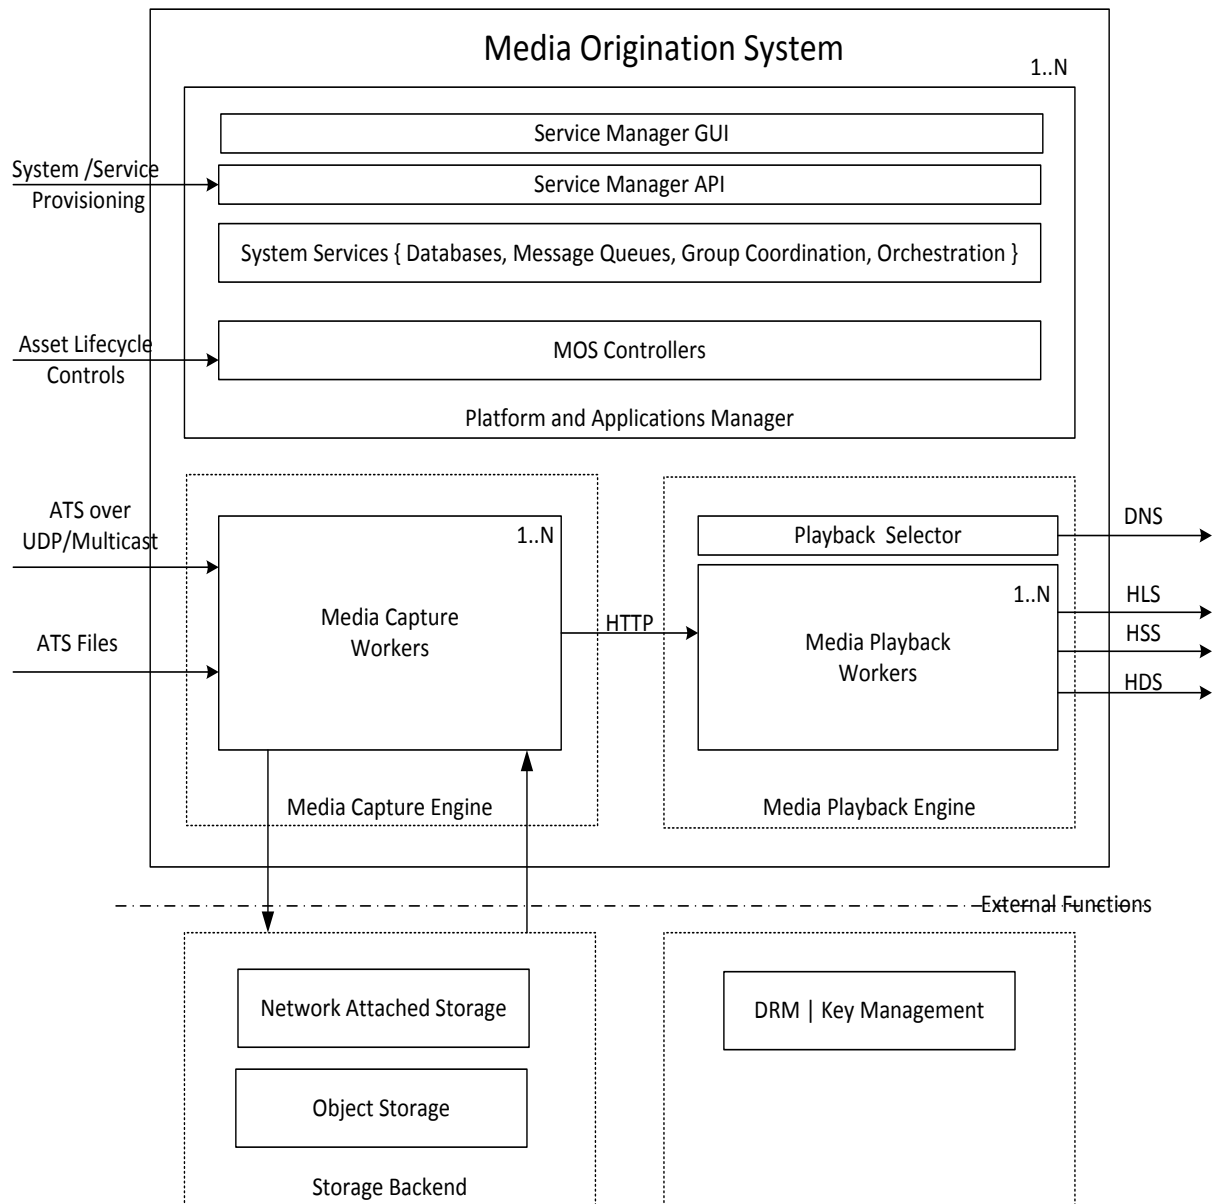 Media Origination System
1..N
Service Manager GUI
System /Service
Provisioning
Service Manager API
System Services { Databases, Message Queues, Group Coordination, Orchestration }
Asset Lifecycle
Controls
MOS Controllers
Platform and Applications Manager
ATS over
UDP/Multicast
ATS Files
1..N
Media Capture
Workers
Media Capture Engine
HTTP
Playback Selector
1..N
Media Playback
Workers
Media Playback Engine
DNS
HLS
HSS
HDS
External Functions
Network Attached Storage
Object Storage
Storage Backend
DRM | Key Management